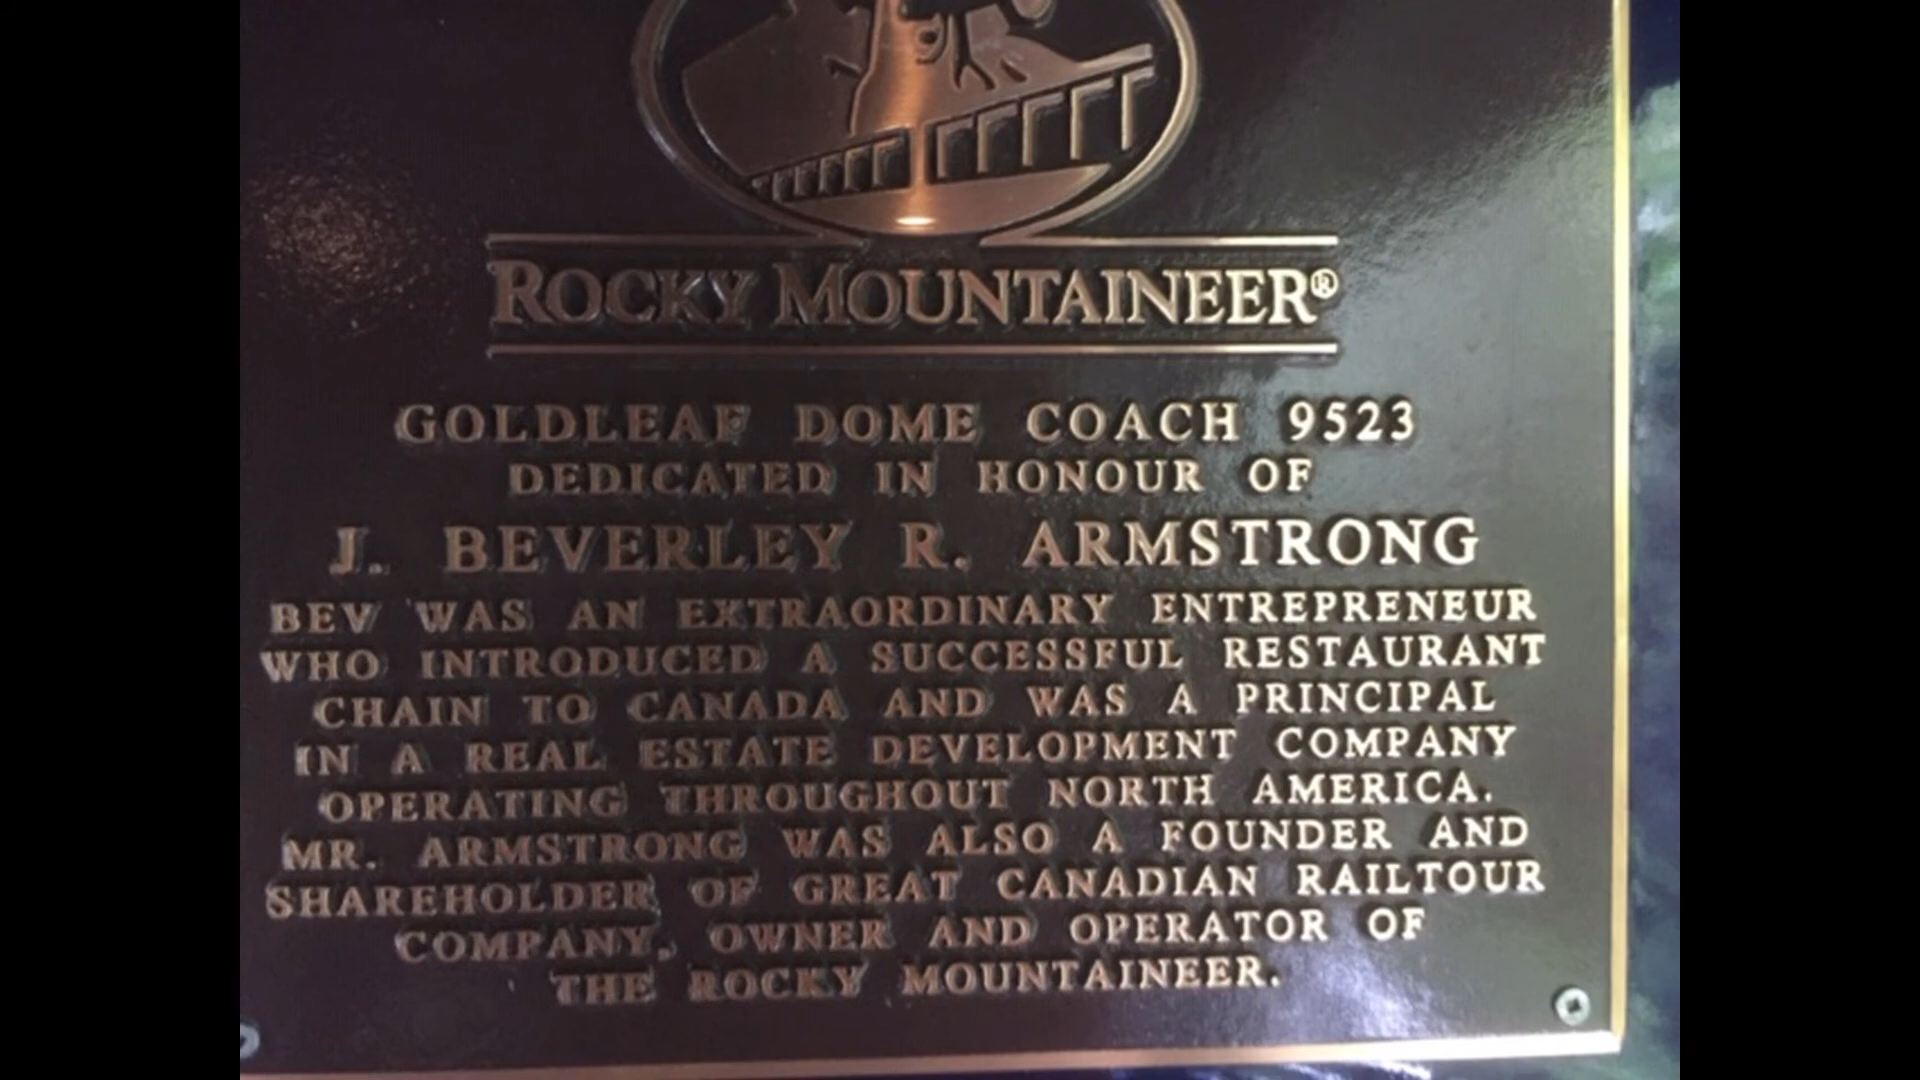 ROCKY MOUNTAINEER®
GOLDLEAF DOME COACH 9523
DEDICATED IN HONOUR OF
J. BEVERLEY R. ARMSTRONG
BEV WAS AN EXTRAORDINARY ENTREPRENEUR
WHO INTRODUCED A SUCCESSFUL RESTAURANT
CHAIN TO CANADA AND WAS A PRINCIPAL
IN A REAL ESTATE DEVELOPMENT COMPANY
OPERATING THROUGHOUT NORTH AMERICA.
MR. ARMSTRONG WAS ALSO A FOUNDER AND
SHAREHOLDER OF GREAT CANADIAN RAILTOUR
COMPANY, OWNER AND OPERATOR OF
THE ROCKY MOUNTAINEER.